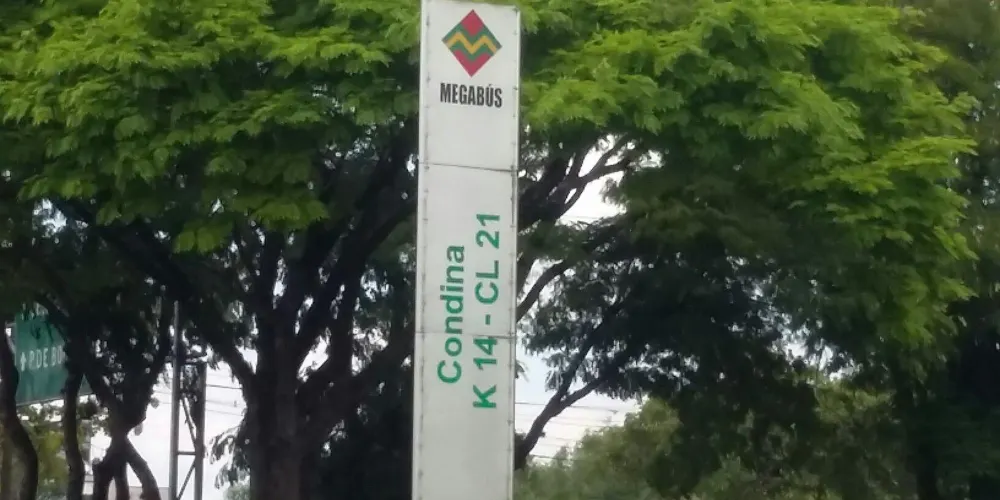 MEGABÚS
Condina
K 14 - CL 21